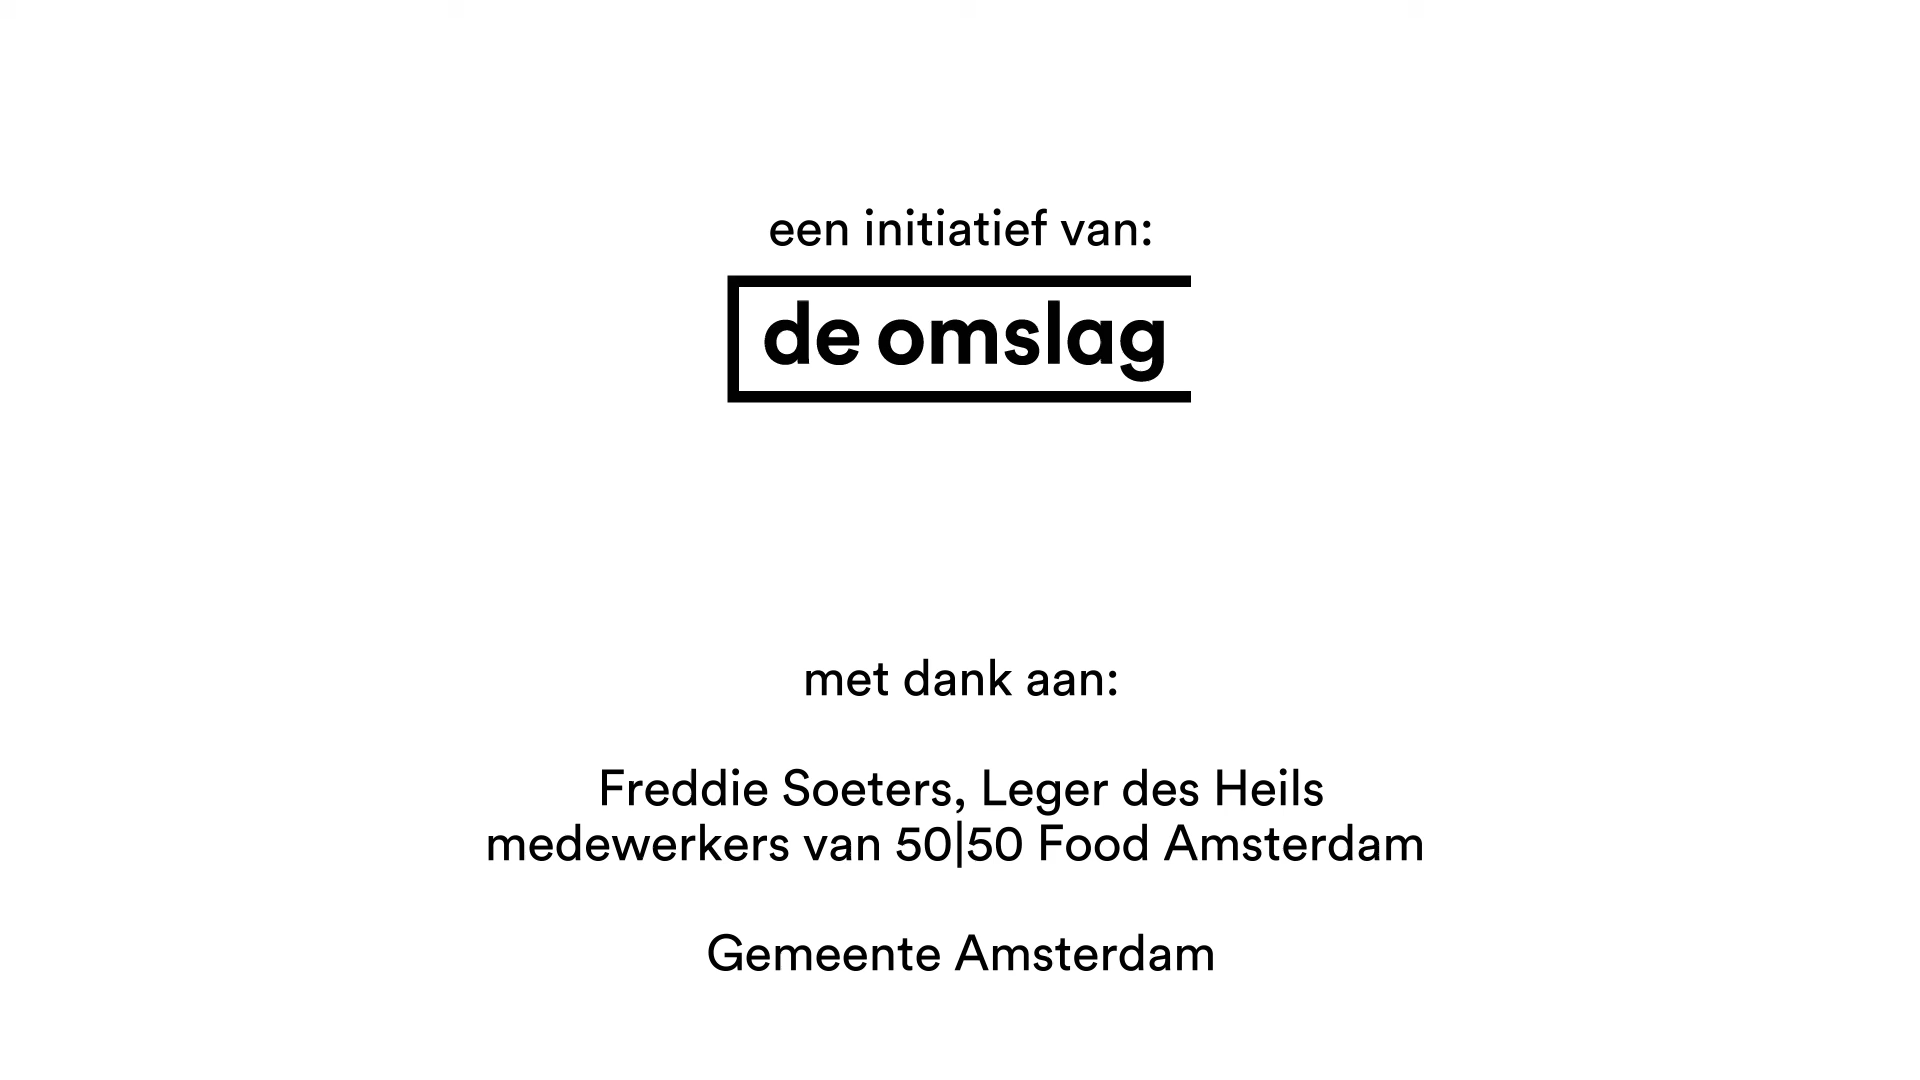 een initiatief van:
de omslag
met dank aan:
Freddie Soeters, Leger des Heils
medewerkers van 50|50 Food Amsterdam
Gemeente Amsterdam